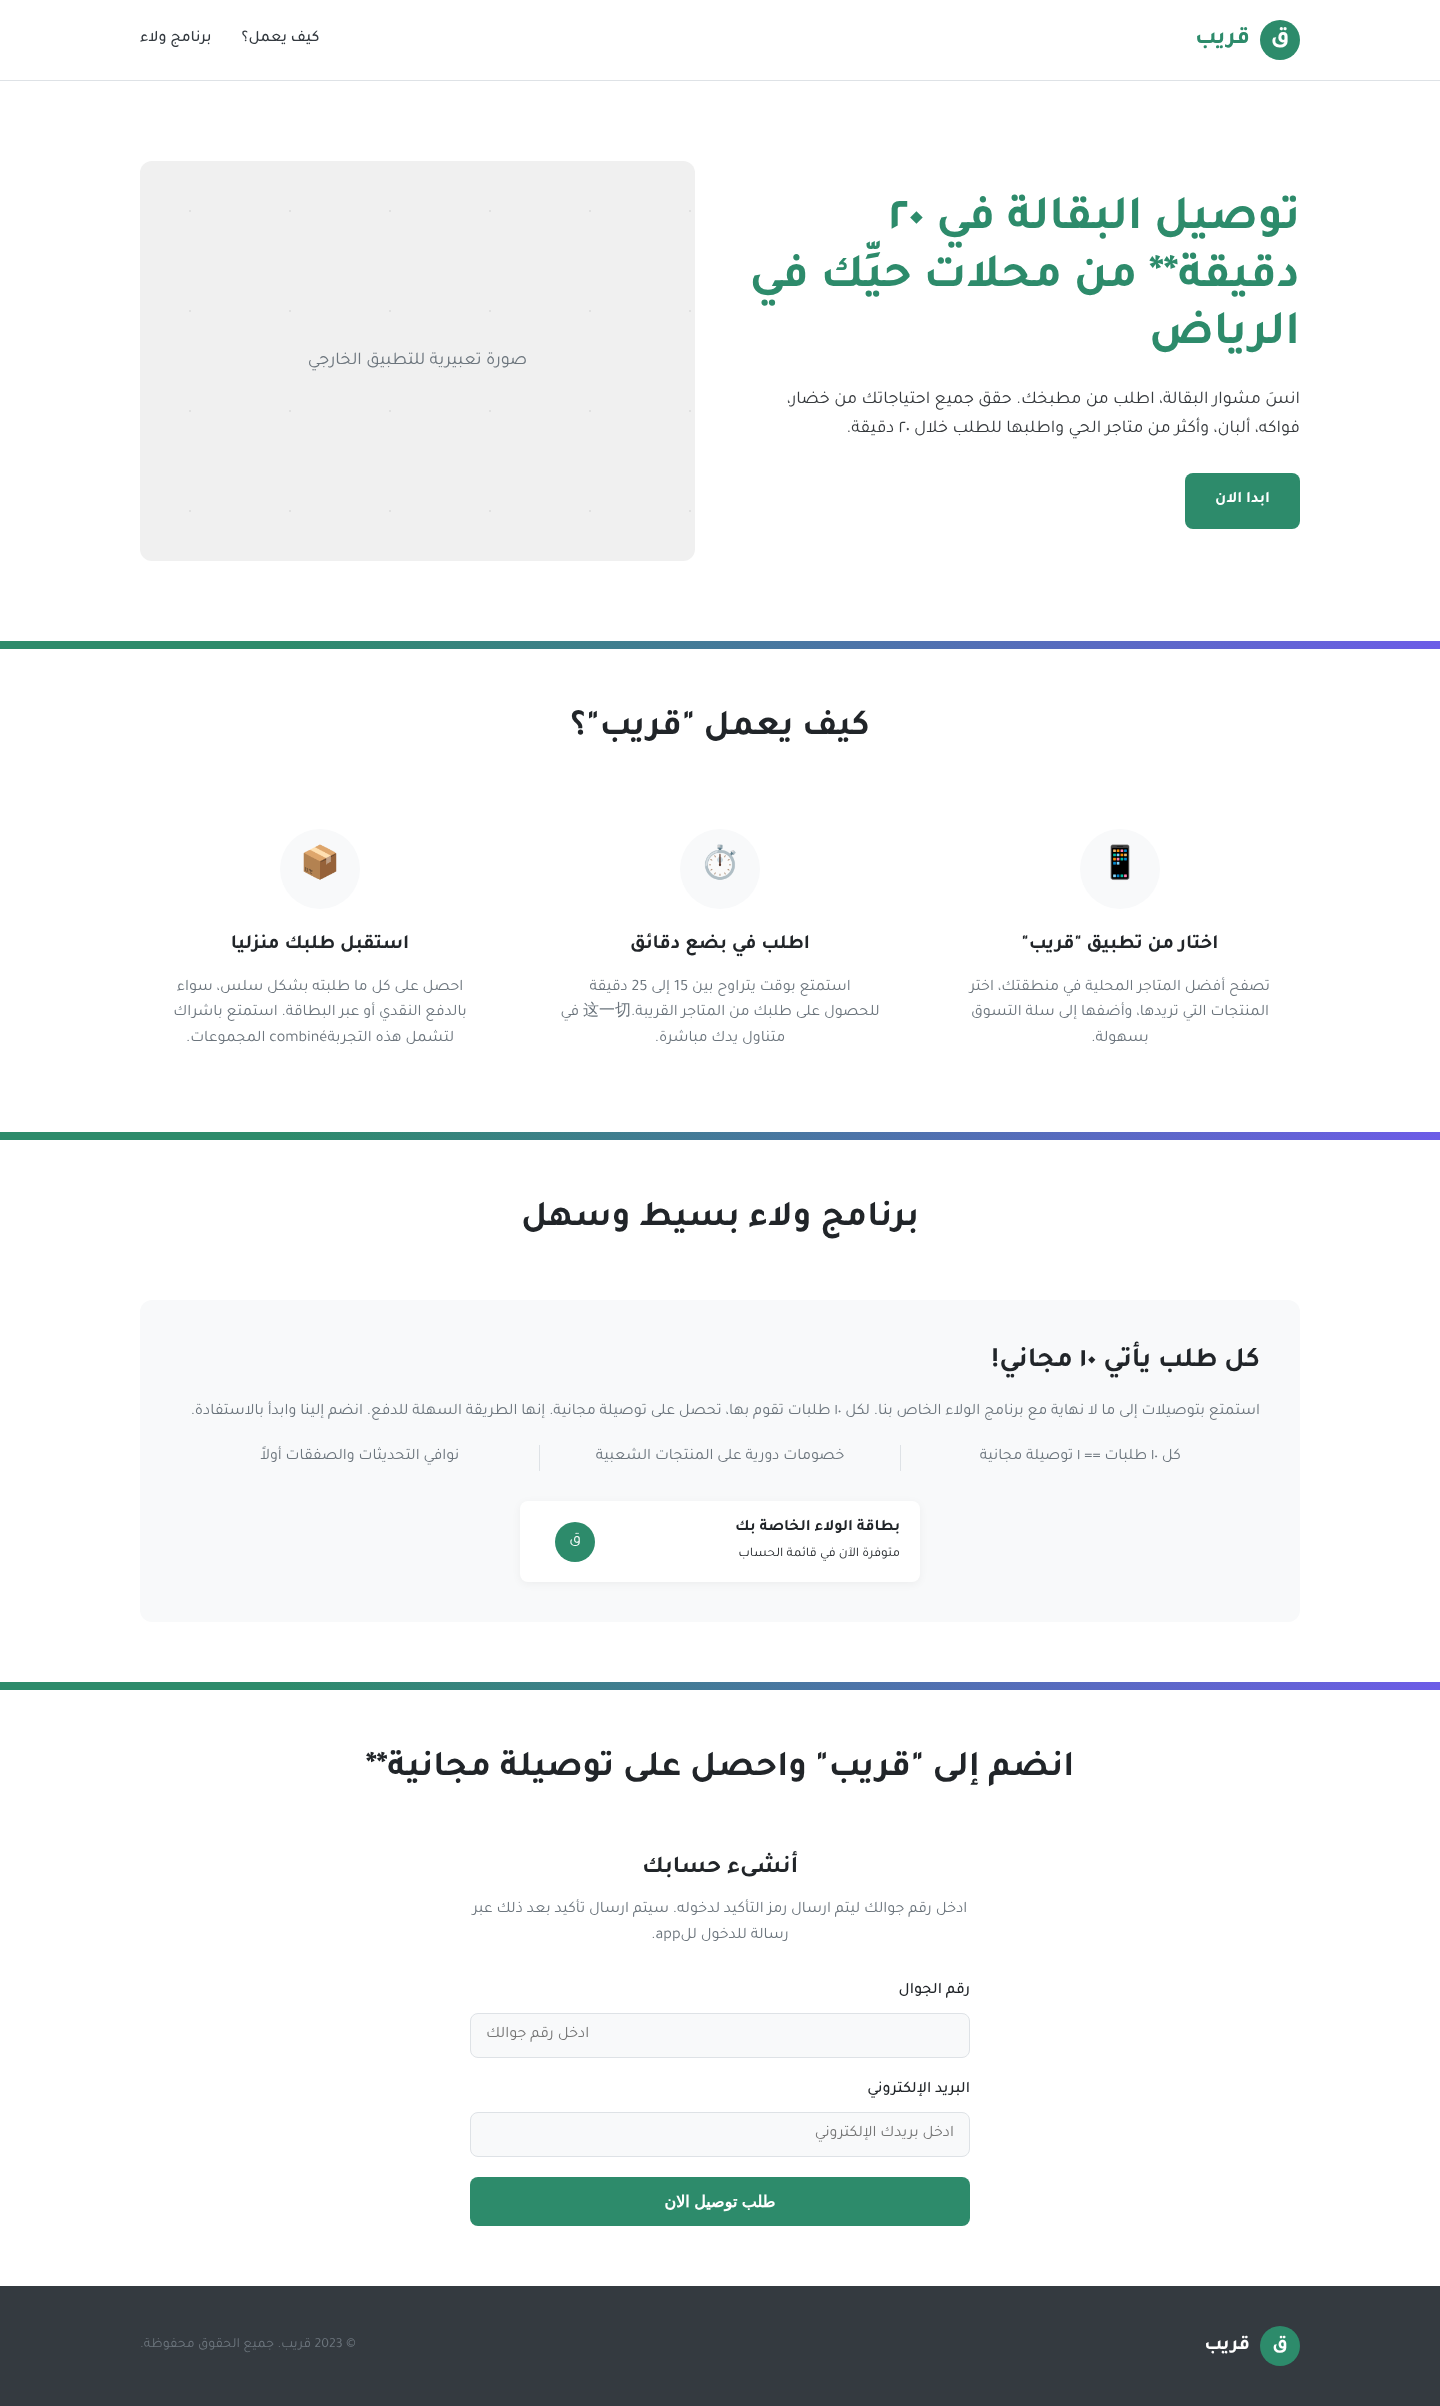 ق قريب
كيف يعمل؟ برنامج ولاء
توصيل البقالة في ٢٠
دقيقة** من محلات حيِّك في
الرياض
انسَ مشوار البقالة، اطلب من مطبخك. حقق جميع احتياجاتك من خضار،
فواكه، ألبان، وأكثر من متاجر الحي واطلبها للطلب خلال ٢٠ دقيقة.
ابدا الان
صورة تعبيرية للتطبيق الخارجي
كيف يعمل "قريب"؟
اختار من تطبيق "قريب"
تصفح أفضل المتاجر المحلية في منطقتك، اختر
المنتجات التي تريدها، وأضفها إلى سلة التسوق
بسهولة.
اطلب في بضع دقائق
استمتع بوقت يتراوح بين 15 إلى 25 دقيقة
للحصول على طلبك من المتاجر القريبة.这一切 في
متناول يدك مباشرة.
استقبل طلبك منزليا
احصل على كل ما طلبته بشكل سلس، سواء
بالدفع النقدي أو عبر البطاقة. استمتع باشراك
لتشمل هذه التجربةcombiné المجموعات.
برنامج ولاء بسيط وسهل
كل طلب يأتي ١٠ مجاني!
استمتع بتوصيلات إلى ما لا نهاية مع برنامج الولاء الخاص بنا. لكل ١٠ طلبات تقوم بها، تحصل على توصيلة مجانية. إنها الطريقة السهلة للدفع. انضم إلينا وابدأ بالاستفادة.
كل ١٠ طلبات == ١ توصيلة مجانية
خصومات دورية على المنتجات الشعبية
نوافي التحديثات والصفقات أولاً
بطاقة الولاء الخاصة بك
متوفرة الآن في قائمة الحساب
ق
انضم إلى "قريب" واحصل على توصيلة مجانية**
أنشىء حسابك
ادخل رقم جوالك ليتم ارسال رمز التأكيد لدخوله. سيتم ارسال تأكيد بعد ذلك عبر
رسالة للدخول للapp.
رقم الجوال
ادخل رقم جوالك
البريد الإلكتروني
ادخل بريدك الإلكتروني
طلب توصيل الان
ق قريب
© 2023 قريب. جميع الحقوق محفوظة.